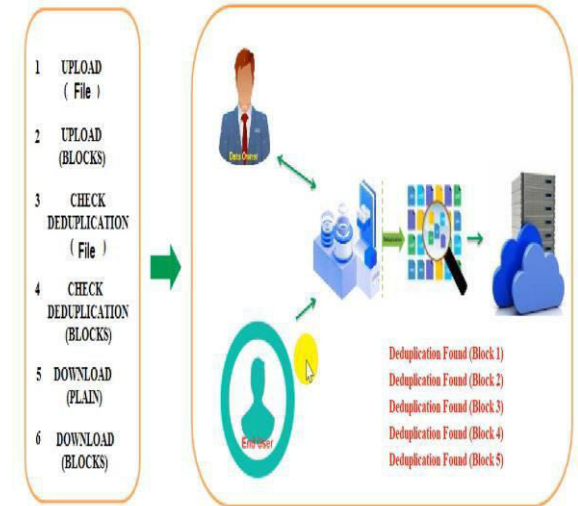 1 UPLOAD
( File )
2 UPLOAD
(BLOCKS)
3 CHECK
DEDUPLICATION
( File )
4 CHECK
DEDUPLICATION
(BLOCKS)
5 DOWNLOAD
(PLAIN)
6 DOWNLOAD
(BLOCKS)
Data Owner
End User
Deduplication Found (Block 1)
Deduplication Found (Block 2)
Deduplication Found (Block 3)
Deduplication Found (Block 4)
Deduplication Found (Block 5)